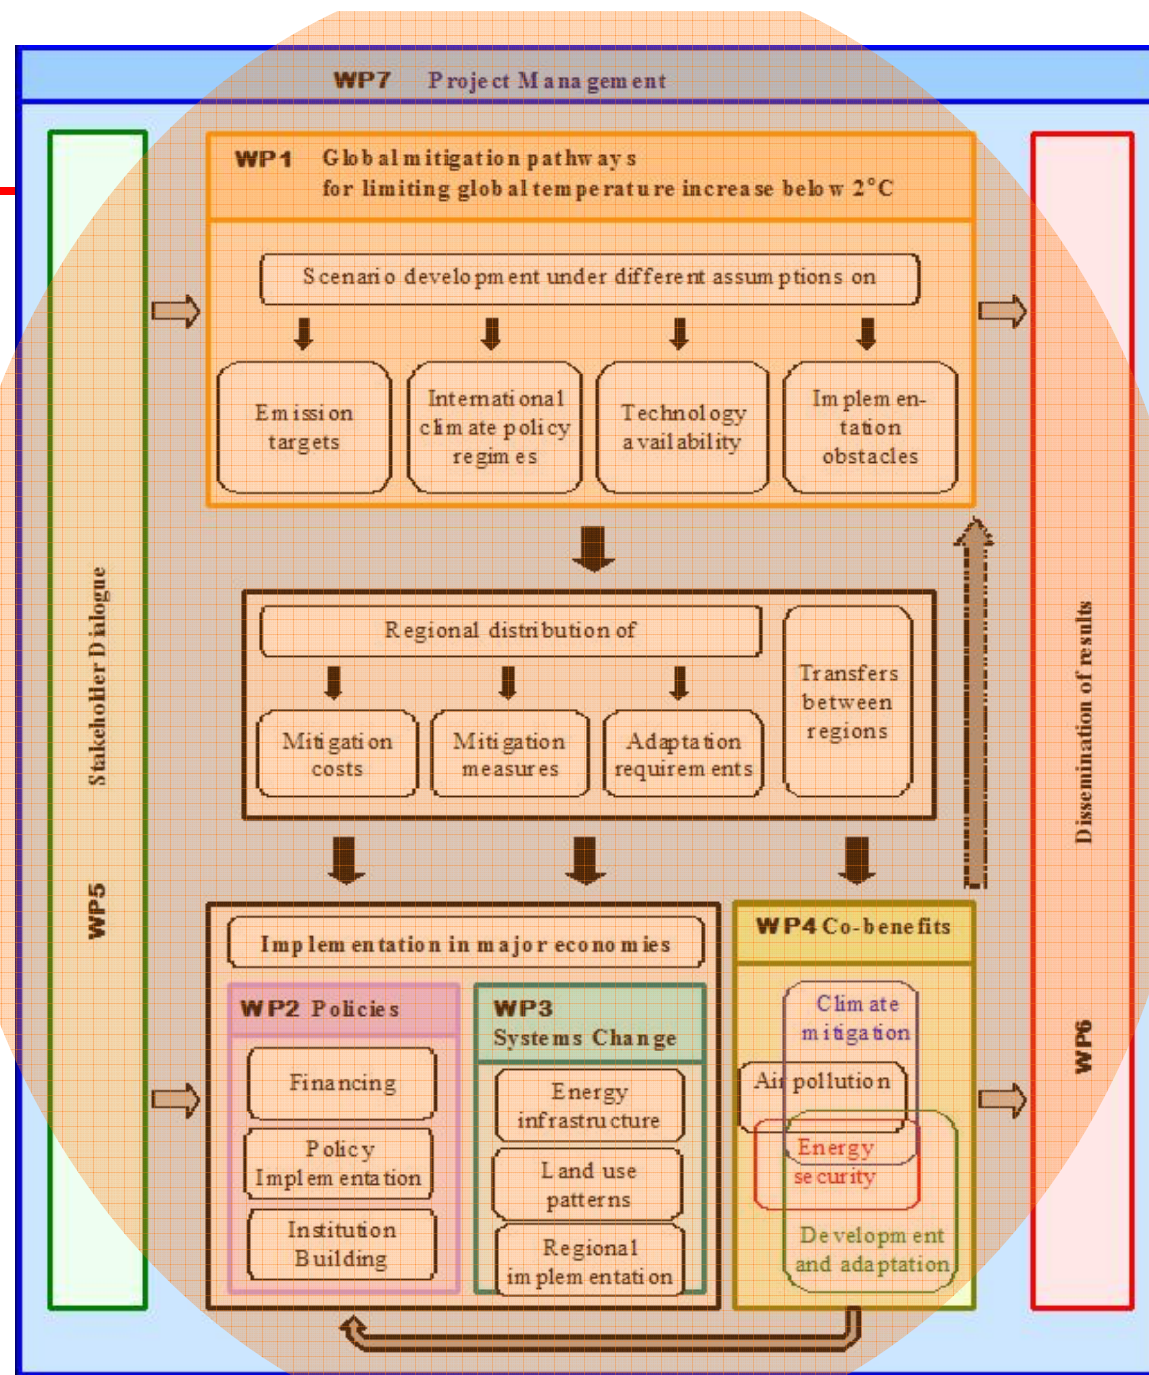 WP7 Project Management
WP1 Global mitigation pathways
for limiting global temperature increase below 2°C
Scenario development under different assumptions on
Emission
targets
International
climate policy
regimes
Technology
availability
Implemen-
tation
obstacles
Regional distribution of
Mitigation
costs
Mitigation
measures
Adaptation
requirements
Transfers
between
regions
Implementation in major economies
WP2 Policies
Financing
Policy
Implementation
Institution
Building
WP3
Systems Change
Energy
infrastructure
Land use
patterns
Regional
implementation
WP4 Co-benefits
Climate
mitigation
Air pollution
Energy
security
Development
and adaptation
WP5 Stakeholder Dialogue
WP6 Dissemination of results